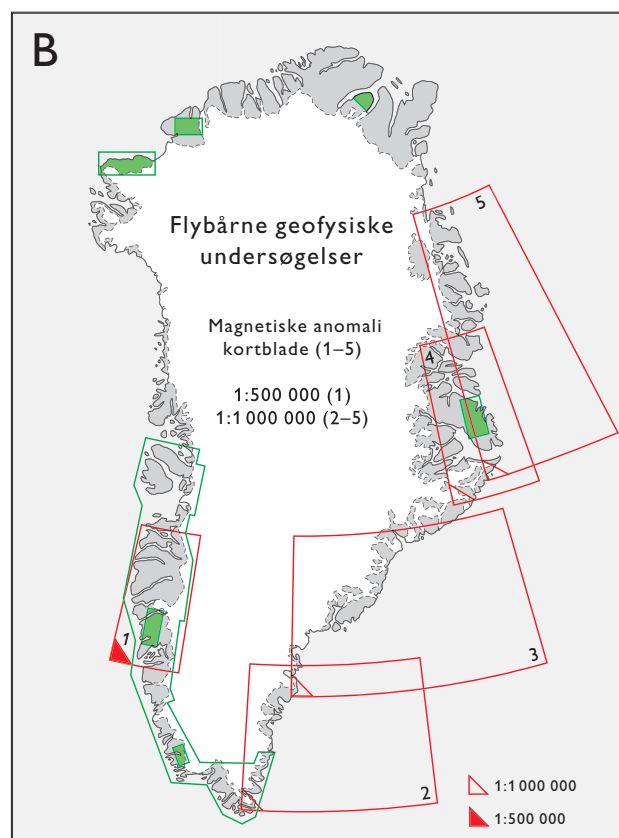 B
Flybårne geofysiske
undersøgelser
Magnetiske anomali
kortblade (1–5)
1:500 000 (1)
1:1 000 000 (2–5)
5
4
1
3
2
1:1 000 000
1:500 000